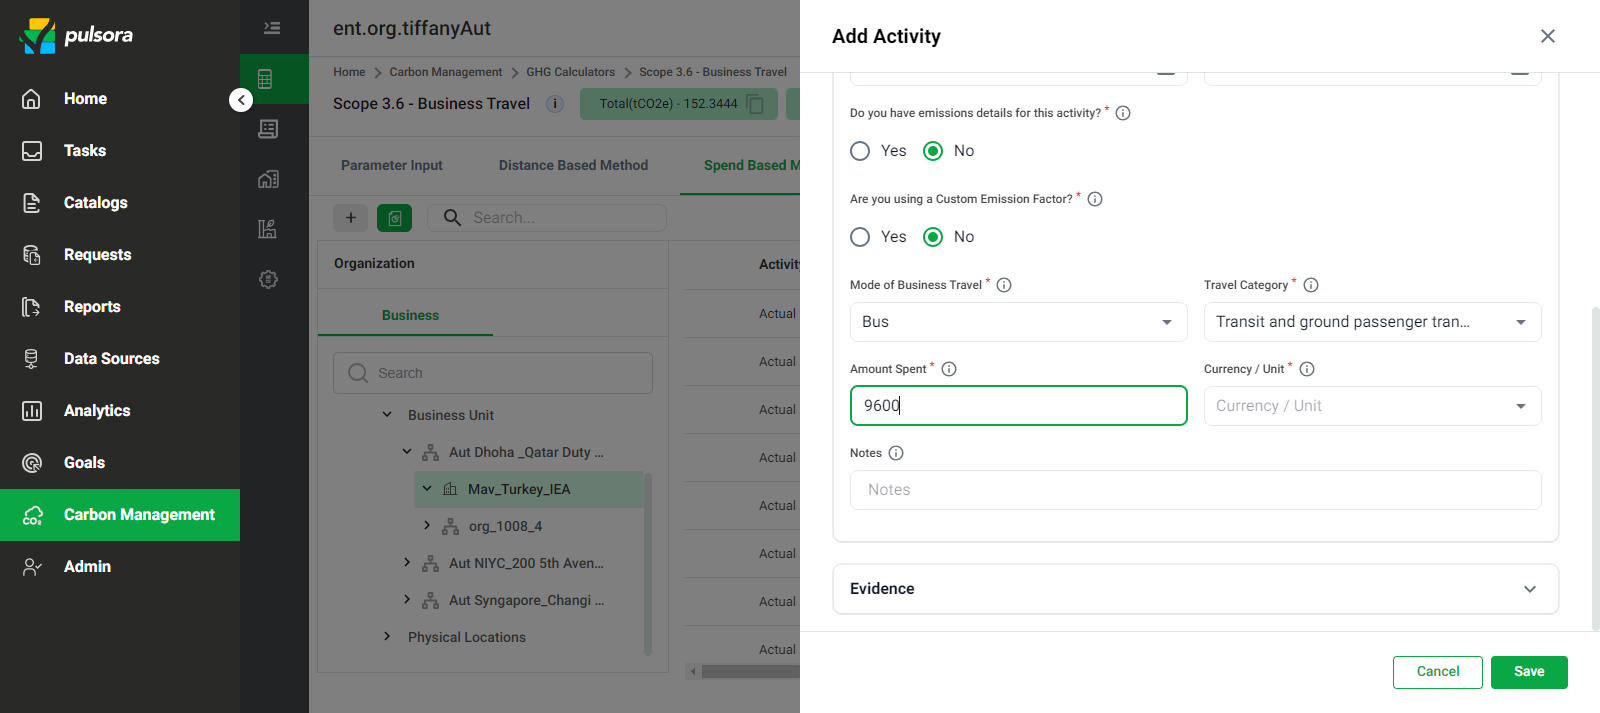 pulsora
Home
Tasks
Catalogs
Requests
Reports
Data Sources
Analytics
Goals
Carbon Management
Admin
ent.org.tiffanyAut
Home > Carbon Management > GHG Calculators > Scope 3.6 - Business Travel
Scope 3.6 - Business Travel
Total(tCO2e) - 152.3444
Parameter Input
Distance Based Method
Spend Based M
Search...
Organization
Business
Search
Business Unit
Aut Dhoha _Qatar Duty ...
Mav_Turkey_IEA
org_1008_4
Aut NIYC_200 5th Aven...
Aut Syngapore_Changi ...
Physical Locations
Activity
Actual
Actual
Actual
Actual
Actual
Actual
Actual
Actual
Add Activity
Do you have emissions details for this activity? *
Yes No
Are you using a Custom Emission Factor? *
Yes No
Mode of Business Travel * Travel Category *
Bus Transit and ground passenger tran...
Amount Spent * Currency / Unit *
9600 Currency / Unit
Notes
Notes
Evidence
Cancel Save